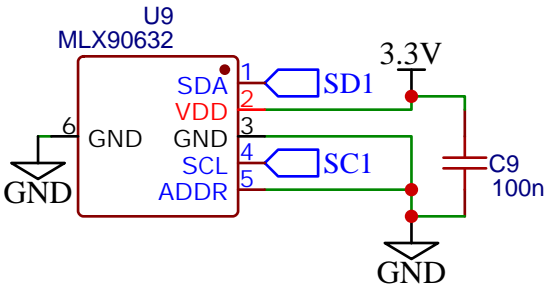 U9
MLX90632
3.3V
SDA 1 SD1
VDD 2
6 GND GND 3
SCL 4 SC1
ADDR 5
C9
100n
GND
GND